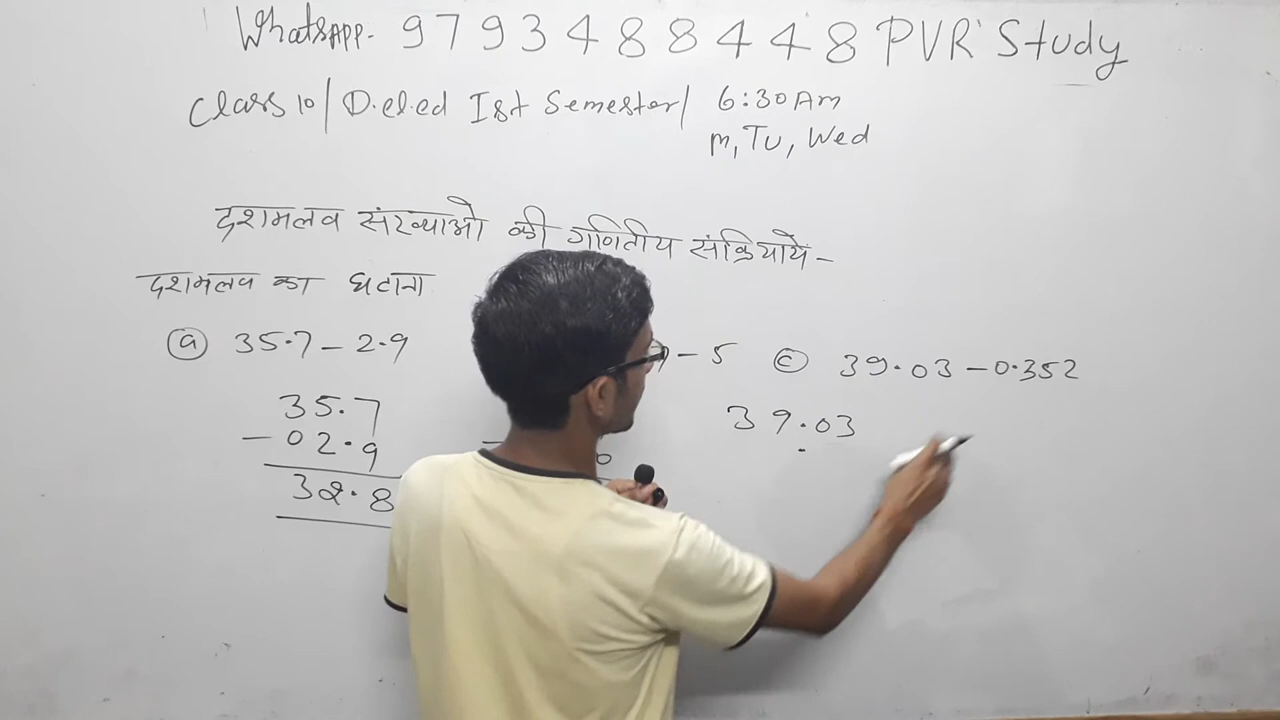 WhatsApp. 9793488448 PVR Study
Class 10 / D.el.ed Ist Semester / 6:30 Am
m, Tu, Wed
दशमलव संख्याओ की गणितीय संक्रियाये-
दशमलव का घटाना
(a) 35.7 - 2.9
- 5
(c) 39.03 - 0.352
35.7
- 02.9
32.8
39.03
.